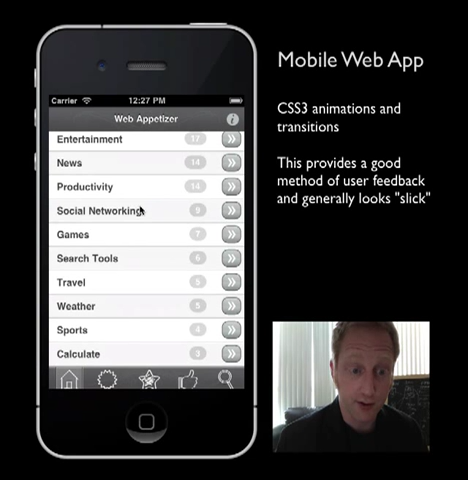 Mobile Web App
CSS3 animations and
transitions
This provides a good
method of user feedback
and generally looks "slick"
Carrier 12:27 PM
Web Appetizer
Entertainment 17
News 14
Productivity 14
Social Networking 9
Games 7
Search Tools 6
Travel 5
Weather 5
Sports 4
Calculate 3